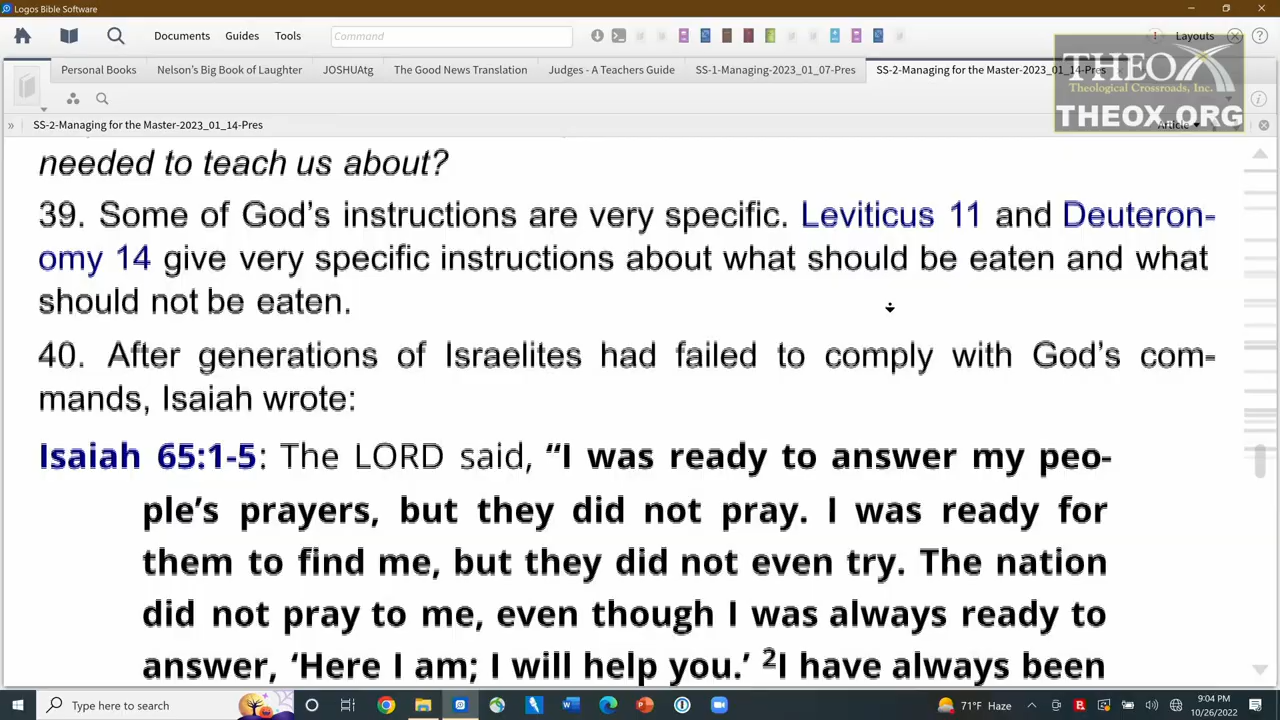 Logos Bible Software
Documents Guides Tools Command Layouts
Personal Books Nelson's Big Book of Laughter JOSHUA News Translation Judges - A Teachers Guide SS-1-Managing-2023_01_07-Pres SS-2-Managing for the Master-2023_01_14-Pres
THEOX
Theological Crossroads, Inc.
THEOX.ORG
SS-2-Managing for the Master-2023_01_14-Pres Article
needed to teach us about?
39. Some of God's instructions are very specific. Leviticus 11 and Deuteron-
omy 14 give very specific instructions about what should be eaten and what
should not be eaten.
40. After generations of Israelites had failed to comply with God's com-
mands, Isaiah wrote:
Isaiah 65:1-5: The LORD said, “I was ready to answer my peo-
ple's prayers, but they did not pray. I was ready for
them to find me, but they did not even try. The nation
did not pray to me, even though I was always ready to
answer, ‘Here I am; I will help you.’ ²I have always been
Type here to search 71°F Haze 9:04 PM
10/26/2022